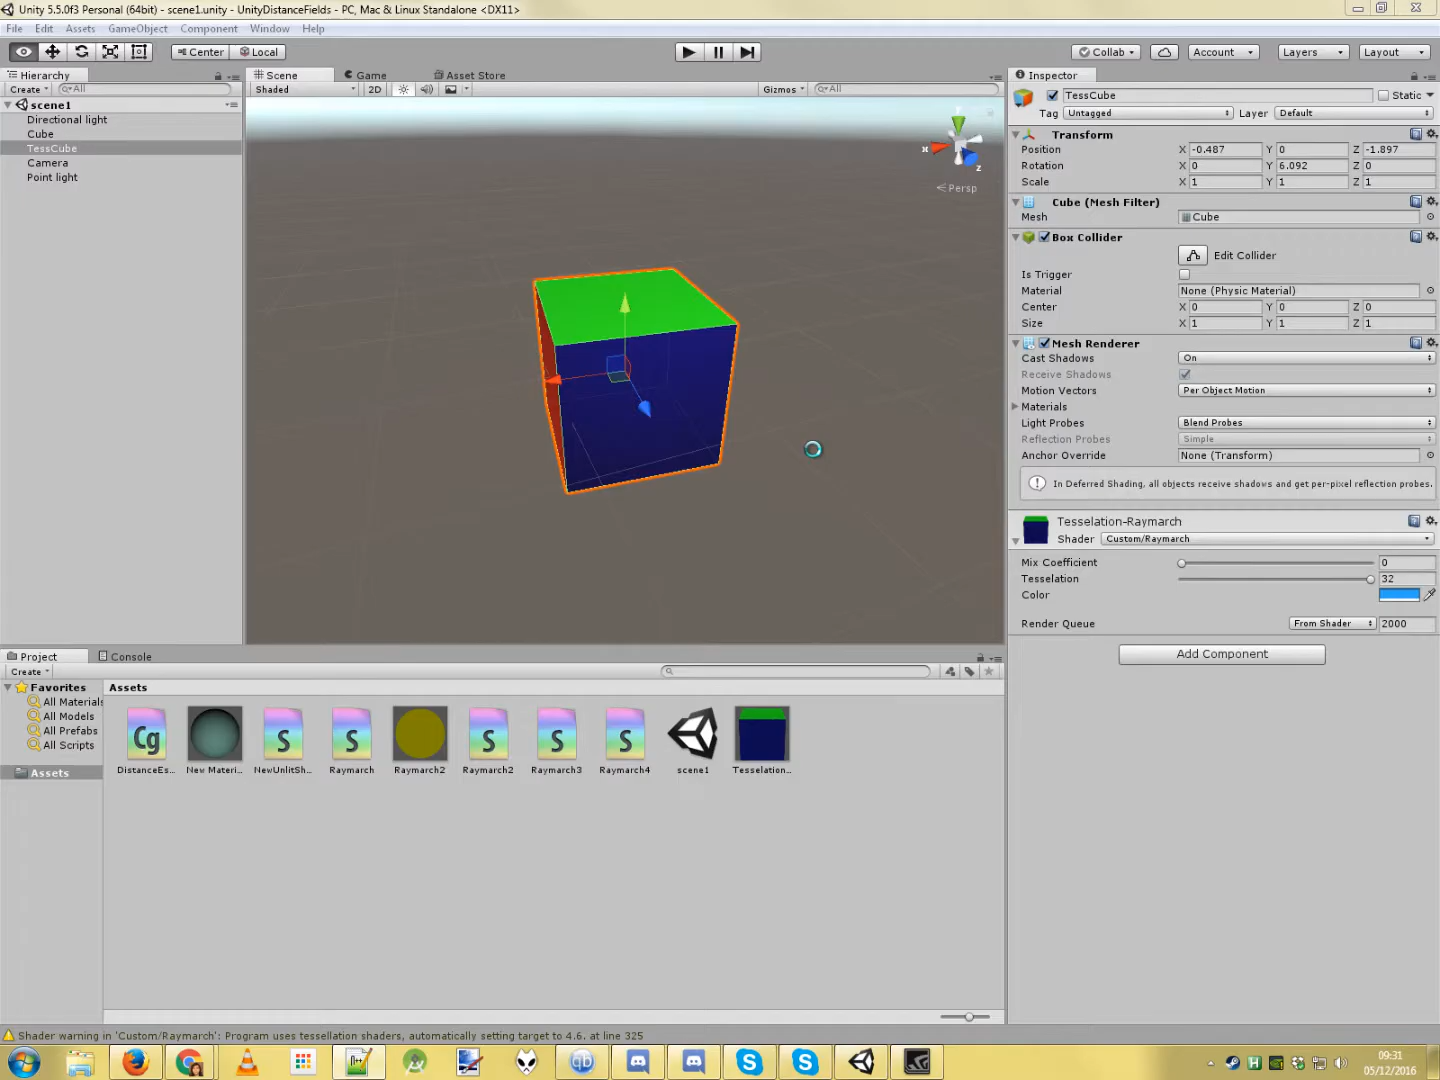 Unity 5.5.0f3 Personal (64bit) - scene1.unity - UnityDistanceFields - PC, Mac & Linux Standalone <DX11>
File Edit Assets GameObject Component Window Help
Center Local Collab Account Layers Layout
Hierarchy
Create All
scene1
Directional light
Cube
TessCube
Camera
Point light
Scene Game Asset Store
Shaded 2D Gizmos All
x
z
Persp
Inspector
TessCube Static
Tag Untagged Layer Default
Transform
Position X -0.487 Y 0 Z -1.897
Rotation X 0 Y 6.092 Z 0
Scale X 1 Y 1 Z 1
Cube (Mesh Filter)
Mesh Cube
Box Collider
Edit Collider
Is Trigger
Material None (Physic Material)
Center X 0 Y 0 Z 0
Size X 1 Y 1 Z 1
Mesh Renderer
Cast Shadows On
Receive Shadows
Motion Vectors Per Object Motion
Materials
Light Probes Blend Probes
Reflection Probes Simple
Anchor Override None (Transform)
In Deferred Shading, all objects receive shadows and get per-pixel reflection probes.
Tesselation-Raymarch
Shader Custom/Raymarch
Mix Coefficient 0
Tesselation 32
Color
Render Queue From Shader 2000
Add Component
Project Console
Create
Favorites
All Materials
All Models
All Prefabs
All Scripts
Assets
Assets
Cg S S S S S
DistanceEs... New Materi... NewUnlitSh... Raymarch Raymarch2 Raymarch2 Raymarch3 Raymarch4 scene1 Tesselation...
Shader warning in 'Custom/Raymarch': Program uses tessellation shaders, automatically setting target to 4.6. at line 325
09:31
05/12/2016